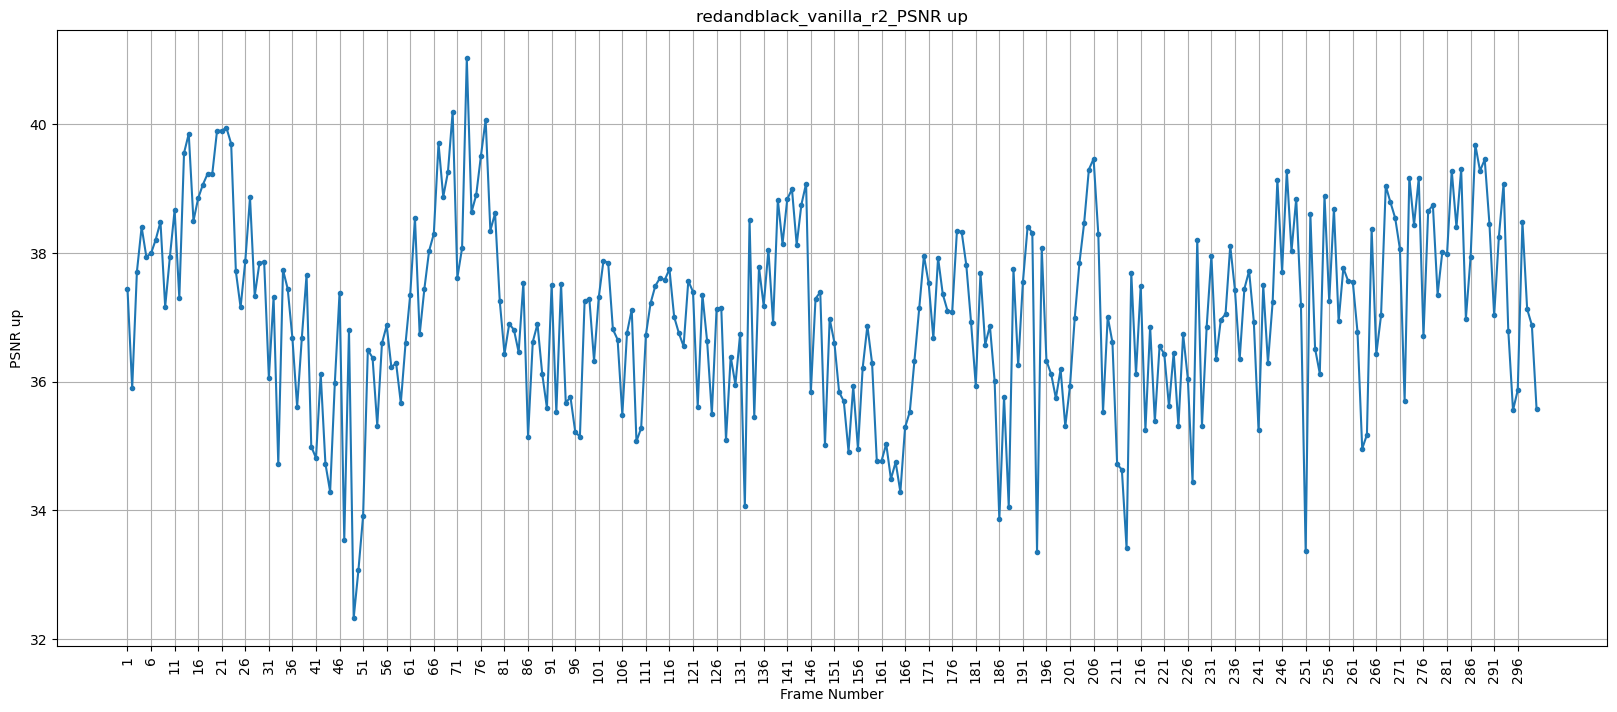 redandblack_vanilla_r2_PSNR up
PSNR up
40
38
36
34
32
1 6 11 16 21 26 31 36 41 46 51 56 61 66 71 76 81 86 91 96 101 106 111 116 121 126 131 136 141 146 151 156 161 166 171 176 181 186 191 196 201 206 211 216 221 226 231 236 241 246 251 256 261 266 271 276 281 286 291 296
Frame Number